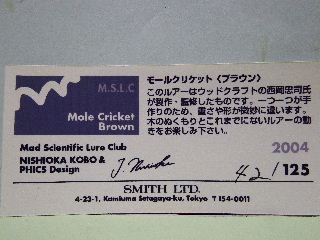 M.S.L.C
Mole Cricket
Brown
モールクリケット〈ブラウン〉
このルアーはウッドクラフトの西岡忠司氏
が製作・監修したものです。一つ一つが手
作りのため、重さや形が微妙に違います。
木のぬくもりとこれまでにないルアーの動
きをお楽しみ下さい。
Mad Scientific Lure Club
NISHIOKA KOBO &
PHICS Design
2004
42/125
SMITH LTD.
4-23-1, Kamiuma Setagaya-ku, Tokyo 〒154-0011